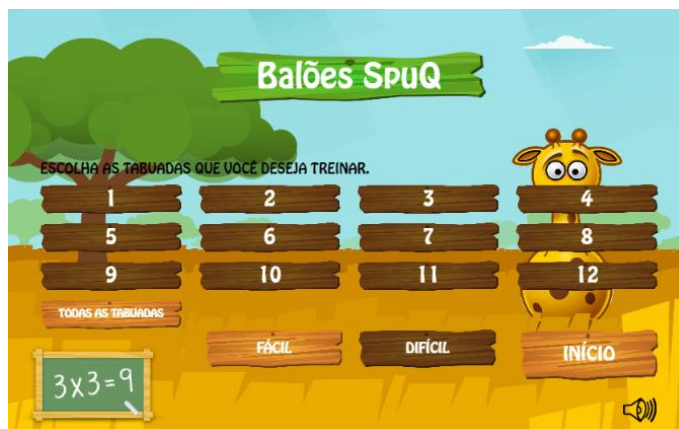 Balões SpuQ
ESCOLHA AS TABUADAS QUE VOCÊ DESEJA TREINAR.
1 2 3 4
5 6 7 8
9 10 11 12
TODAS AS TABUADAS
FÁCIL DIFÍCIL INÍCIO
3x3=9